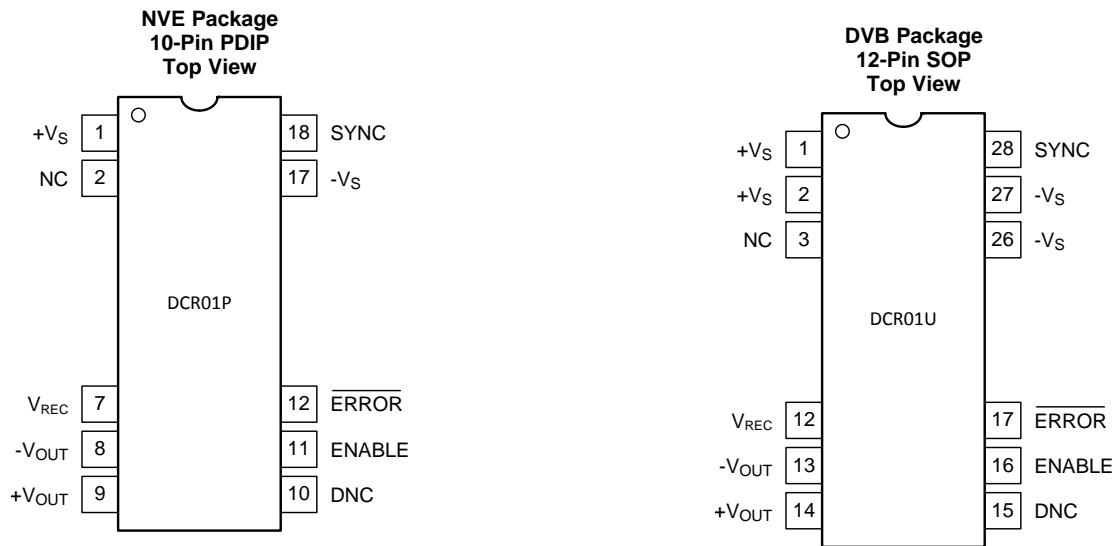 NVE Package
10-Pin PDIP
Top View
+VS 1 18 SYNC
NC 2 17 -VS
DCR01P
VREC 7 12 ERROR
-VOUT 8 11 ENABLE
+VOUT 9 10 DNC
DVB Package
12-Pin SOP
Top View
+VS 1 28 SYNC
+VS 2 27 -VS
NC 3 26 -VS
DCR01U
VREC 12 17 ERROR
-VOUT 13 16 ENABLE
+VOUT 14 15 DNC